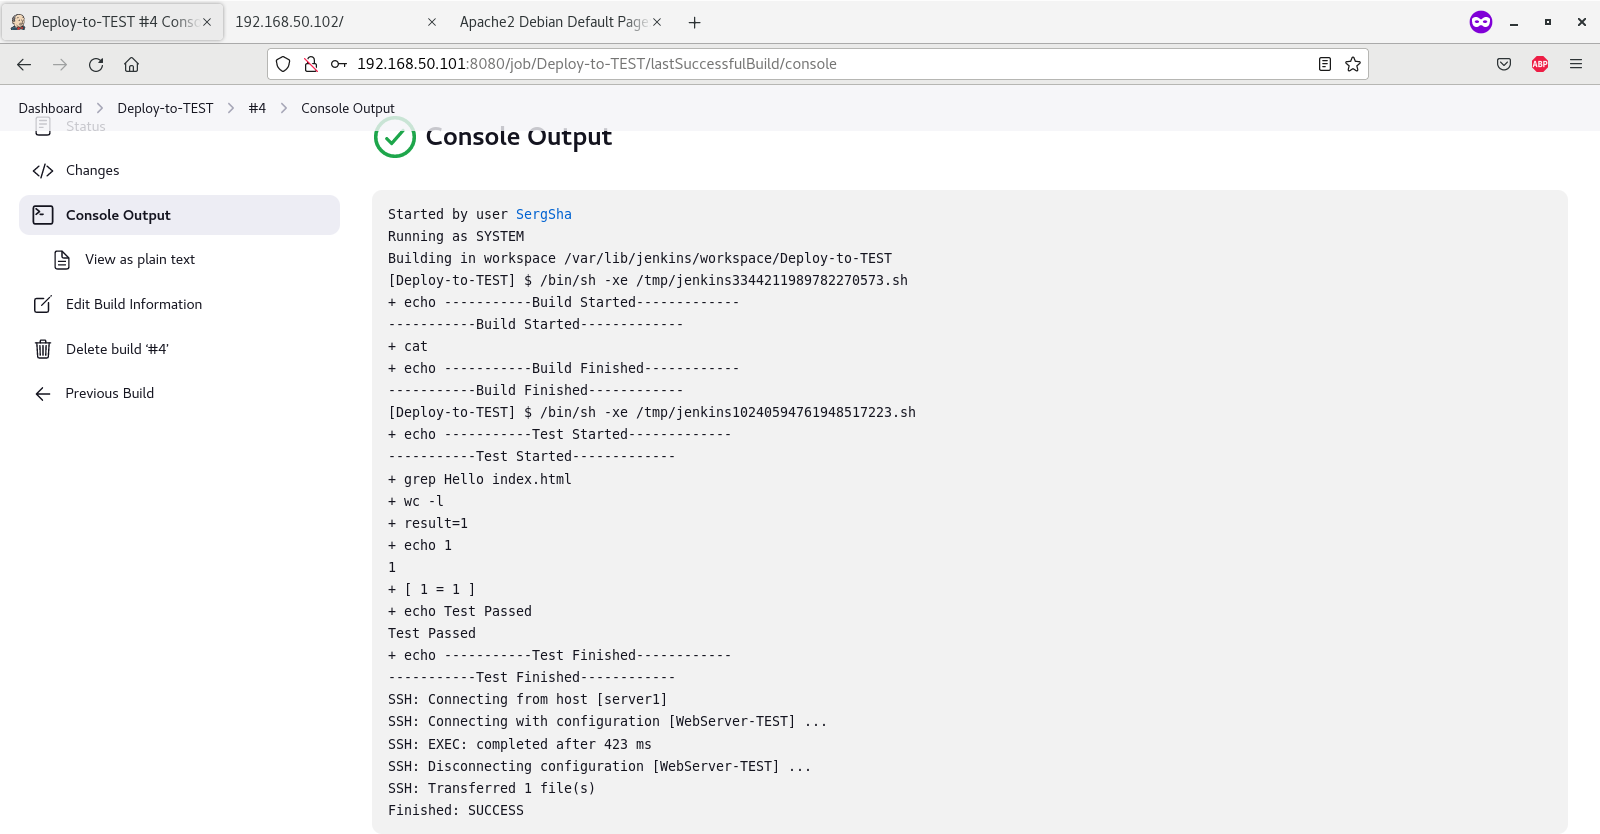 Deploy-to-TEST #4 Conso
192.168.50.102/
Apache2 Debian Default Page
192.168.50.101:8080/job/Deploy-to-TEST/lastSuccessfulBuild/console
ABP
Dashboard > Deploy-to-TEST > #4 > Console Output
Status
Changes
Console Output
View as plain text
Edit Build Information
Delete build ‘#4’
Previous Build
Console Output
Started by user SergSha
Running as SYSTEM
Building in workspace /var/lib/jenkins/workspace/Deploy-to-TEST
[Deploy-to-TEST] $ /bin/sh -xe /tmp/jenkins3344211989782270573.sh
+ echo -----------Build Started-------------
-----------Build Started-------------
+ cat
+ echo -----------Build Finished------------
-----------Build Finished------------
[Deploy-to-TEST] $ /bin/sh -xe /tmp/jenkins10240594761948517223.sh
+ echo -----------Test Started-------------
-----------Test Started-------------
+ grep Hello index.html
+ wc -l
+ result=1
+ echo 1
1
+ [ 1 = 1 ]
+ echo Test Passed
Test Passed
+ echo -----------Test Finished------------
-----------Test Finished------------
SSH: Connecting from host [server1]
SSH: Connecting with configuration [WebServer-TEST] ...
SSH: EXEC: completed after 423 ms
SSH: Disconnecting configuration [WebServer-TEST] ...
SSH: Transferred 1 file(s)
Finished: SUCCESS